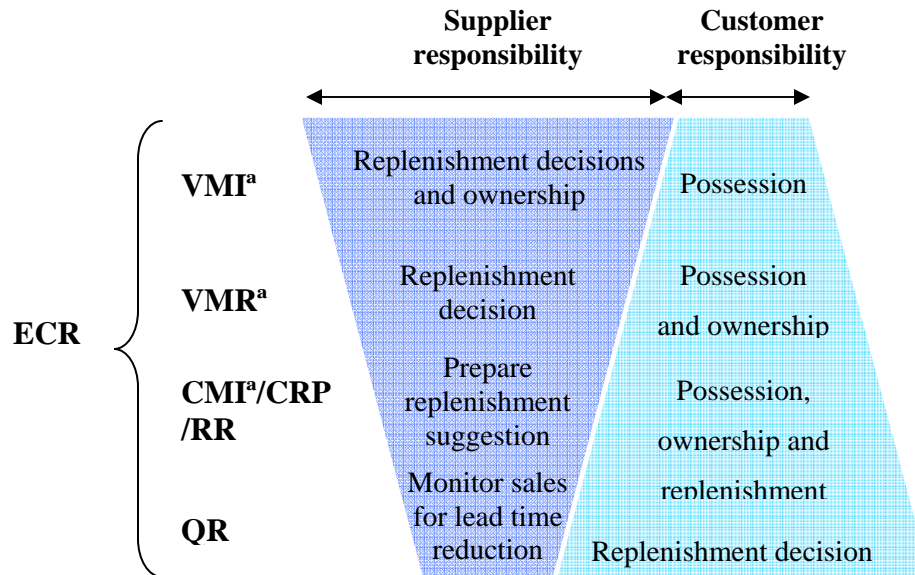 Supplier
responsibility
Customer
responsibility
ECR
VMIª
Replenishment decisions
and ownership
Possession
VMRª
Replenishment
decision
Possession
and ownership
CMIª/CRP
/RR
Prepare
replenishment
suggestion
Possession,
ownership and
replenishment
QR
Monitor sales
for lead time
reduction
Replenishment decision